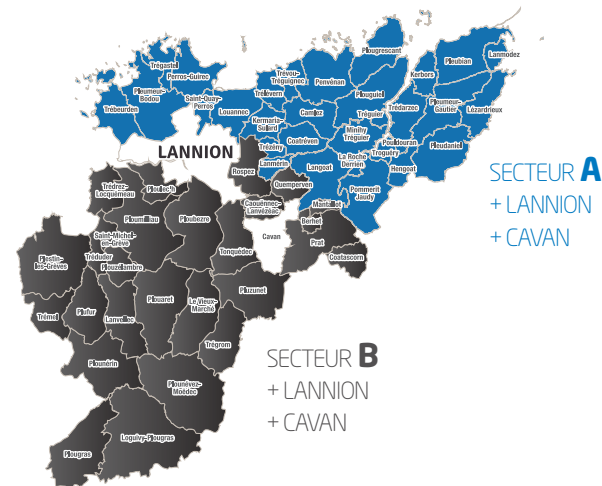 Plougrescant
Lanmodez
Trégastel
Pleubian
Perros-Guirec
Trévou-
Tréguignec
Penvénan
Kerbors
Pleumeur-
Bodou
Trélévern
Plouguiel
Saint-Quay-
Perros
Trédarzec
Pleumeur-
Gautier
Lézardrieux
Trébeurden
Louannec
Camlez
Tréguier
Kermaria-
Sulard
Minihy
Tréguier
Coatréven
Pouldouran
Pleudaniel
Trézény
La Roche
Derrien
Troguéry
LANNION
Lanmérin
Langoat
Hengoat
Rospez
SECTEUR A
+ LANNION
+ CAVAN
Quemperven
Pommerit
Jaudy
Trédrez-
Locquémeau
Ploulec'h
Caouënnec-
Lanvézéac
Mantallot
Ploumilliau
Ploubezre
Berhet
Saint-Michel-
en-Grève
Cavan
Prat
Tonquédec
Coatascorn
Plestin-
les-Grèves
Tréduder
Plouzélambre
Pluzunet
Plouaret
Le Vieux-
Marché
Trémel
Plufur
Lanvellec
Trégrom
Plounérin
SECTEUR B
+ LANNION
+ CAVAN
Plounévez-
Moëdec
Loguivy-Plougras
Plougras